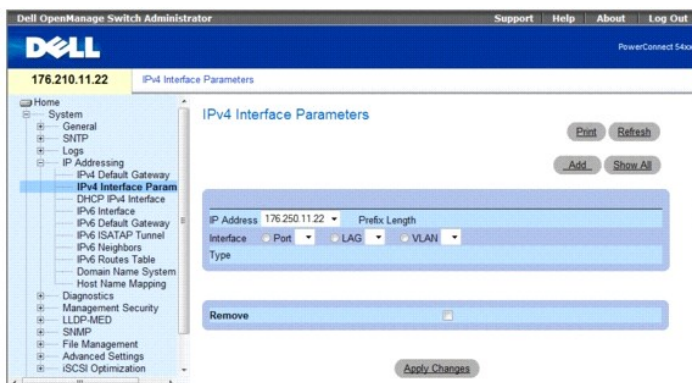 Dell OpenManage Switch Administrator
Support Help About Log Out
DELL
PowerConnect 54xx
176.210.11.22
IPv4 Interface Parameters
Home
System
General
SNTP
Logs
IP Addressing
IPv4 Default Gateway
IPv4 Interface Param
DHCP IPv4 Interface
IPv6 Interface
IPv6 Default Gateway
IPv6 ISATAP Tunnel
IPv6 Neighbors
IPv6 Routes Table
Domain Name System
Host Name Mapping
Diagnostics
Management Security
LLDP-MED
SNMP
File Management
Advanced Settings
iSCSI Optimization
IPv4 Interface Parameters
Print Refresh
Add Show All
IP Address 176.250.11.22 Prefix Length
Interface Port LAG VLAN
Type
Remove
Apply Changes